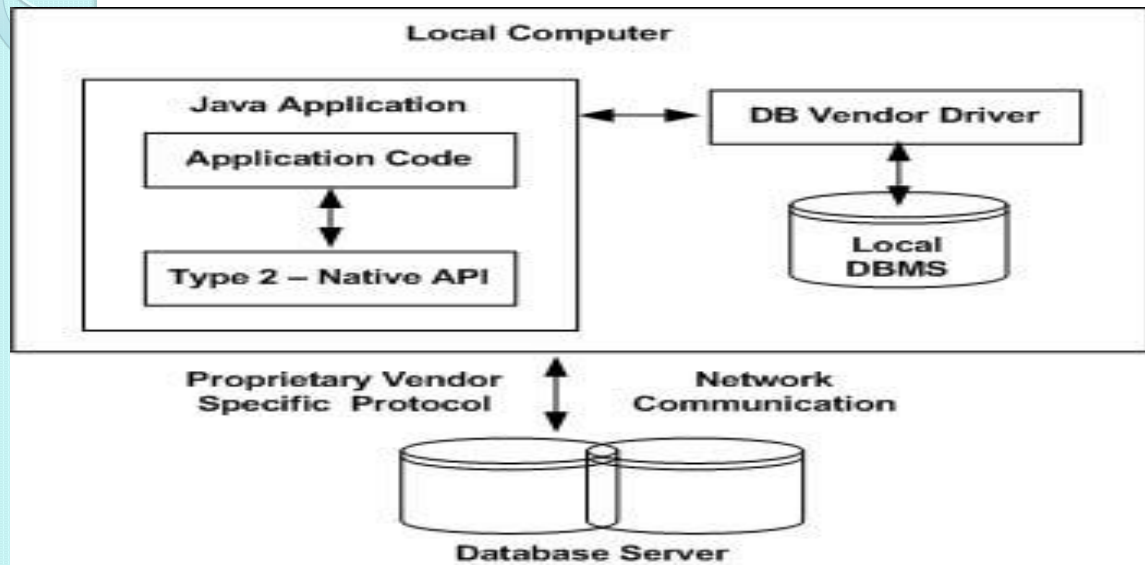 Local Computer
Java Application
Application Code
Type 2 – Native API
DB Vendor Driver
Local
DBMS
Proprietary Vendor
Specific Protocol
Network
Communication
Database Server